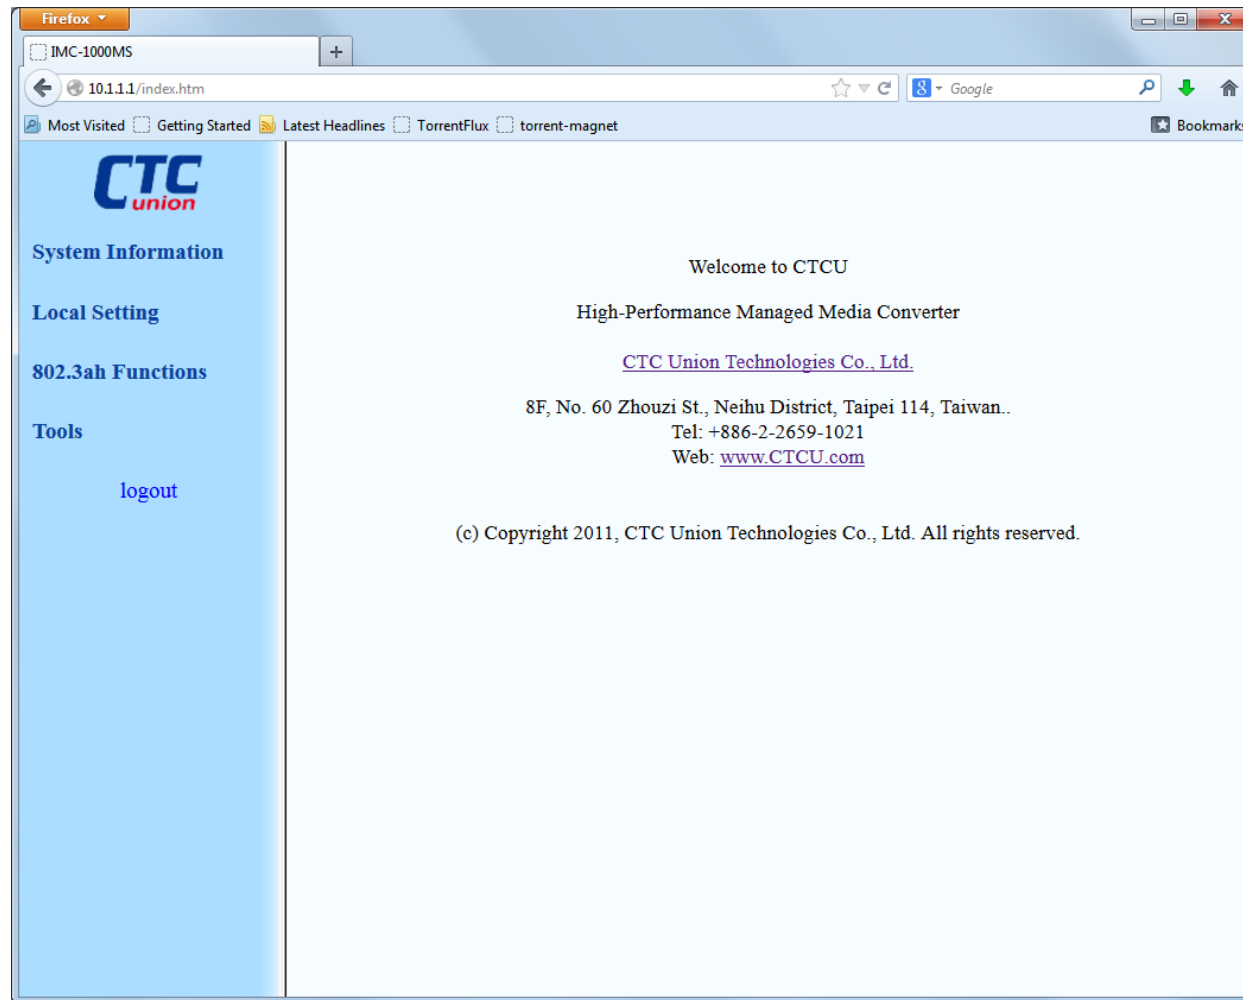 Firefox
IMC-1000MS
10.1.1.1/index.htm
Google
Most Visited Getting Started Latest Headlines TorrentFlux torrent-magnet Bookmarks
CTC
union
System Information
Local Setting
802.3ah Functions
Tools
logout
Welcome to CTCU
High-Performance Managed Media Converter
CTC Union Technologies Co., Ltd.
8F, No. 60 Zhouzi St., Neihu District, Taipei 114, Taiwan..
Tel: +886-2-2659-1021
Web: www.CTCU.com
(c) Copyright 2011, CTC Union Technologies Co., Ltd. All rights reserved.